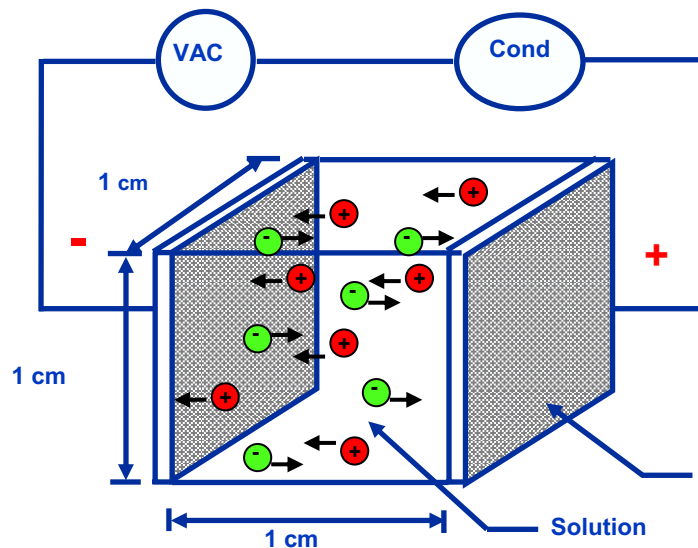 VAC
Cond
1 cm
-
+
1 cm
1 cm
Solution
+
+
-
-
+
+
-
-
+
+
-
-
+